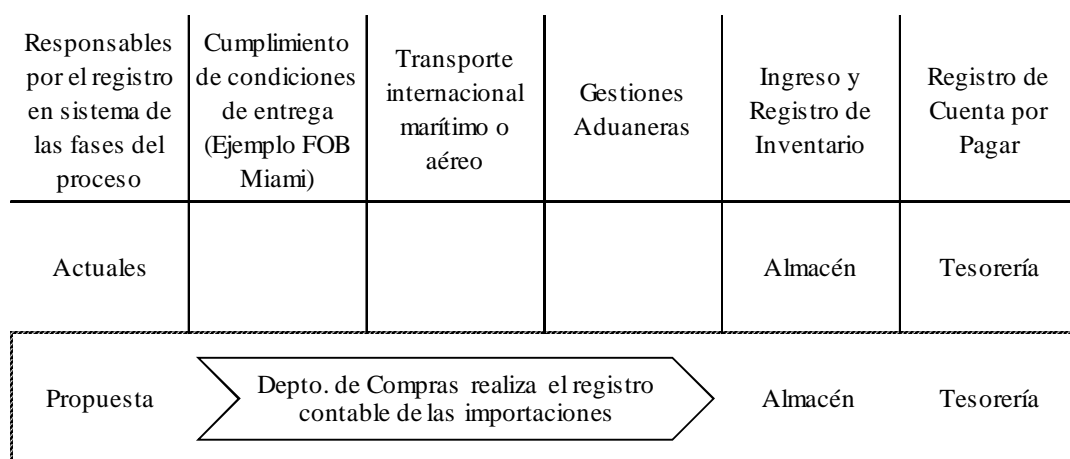 Responsables
por el registro
en sistema de
las fases del
proceso
Cumplimiento
de condiciones
de entrega
(Ejemplo FOB
Miami)
Transporte
internacional
marítimo o
aéreo
Gestiones
Aduaneras
Ingreso y
Registro de
Inventario
Registro de
Cuenta por
Pagar
Actuales
Almacén
Tesorería
Propuesta
Depto. de Compras realiza el registro
contable de las importaciones
Almacén
Tesorería